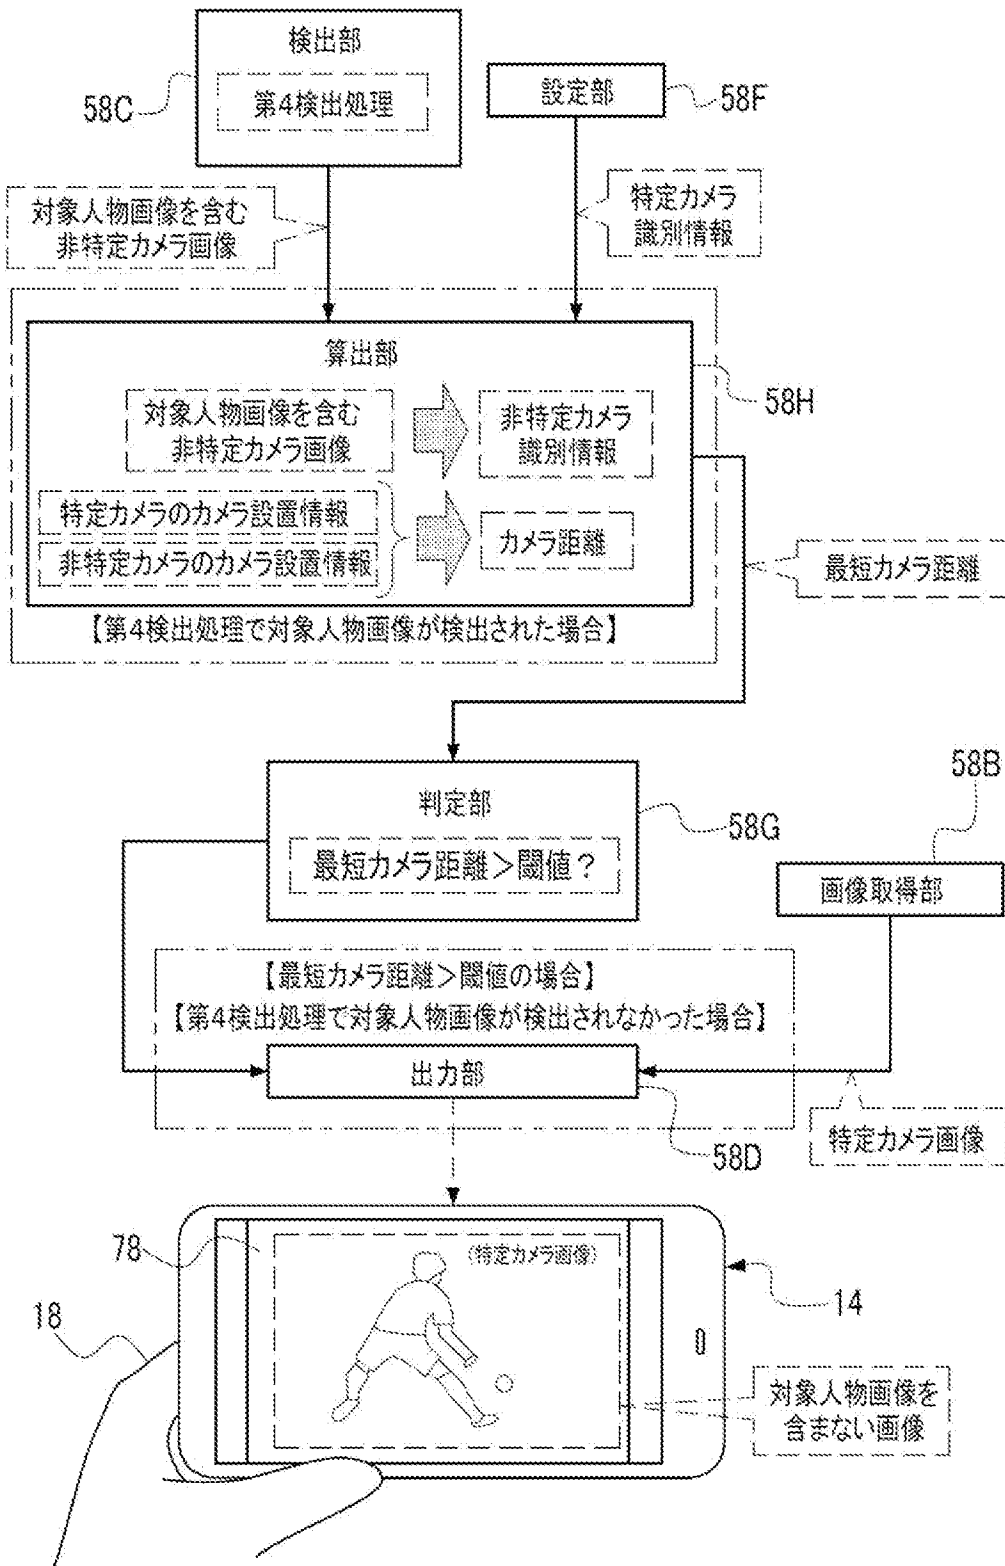 検出部
第4検出処理
58C
設定部
58F
対象人物画像を含む
非特定カメラ画像
特定カメラ
識別情報
算出部
58H
対象人物画像を含む
非特定カメラ画像
非特定カメラ
識別情報
特定カメラのカメラ設置情報
非特定カメラのカメラ設置情報
カメラ距離
最短カメラ距離
【第4検出処理で対象人物画像が検出された場合】
判定部
58G
最短カメラ距離>閾値?
58B
画像取得部
【最短カメラ距離>閾値の場合】
【第4検出処理で対象人物画像が検出されなかった場合】
出力部
58D
特定カメラ画像
78
(特定カメラ画像)
14
18
対象人物画像を
含まない画像